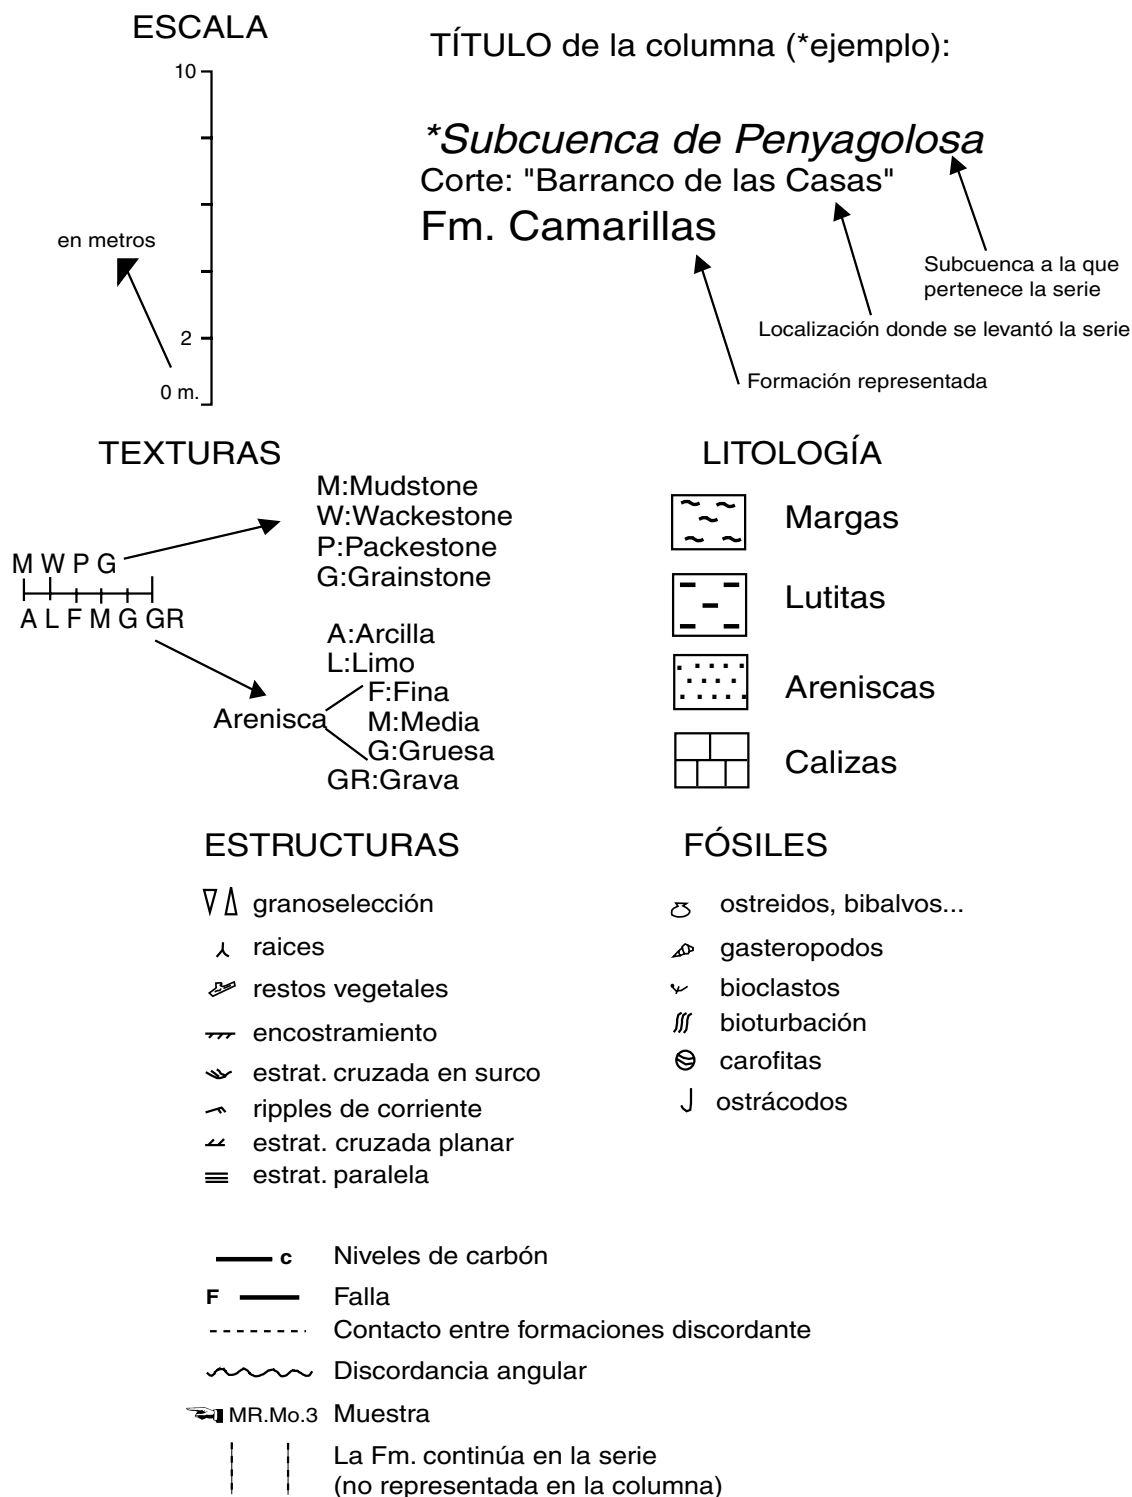 ESCALA
10
en metros
2
0 m.
TÍTULO de la columna (*ejemplo):
*Subcuenca de Penyagolosa
Corte: "Barranco de las Casas"
Fm. Camarillas
Subcuenca a la que
pertenece la serie
Localización donde se levantó la serie
Formación representada
TEXTURAS
M:Mudstone
W:Wackestone
P:Packestone
G:Grainstone
M W P G
A L F M G GR
A:Arcilla
L:Limo
Arenisca
F:Fina
M:Media
G:Gruesa
GR:Grava
LITOLOGÍA
Margas
Lutitas
Areniscas
Calizas
ESTRUCTURAS
granoselección
raices
restos vegetales
encostramiento
estrat. cruzada en surco
ripples de corriente
estrat. cruzada planar
estrat. paralela
FÓSILES
ostreidos, bibalvos...
gasteropodos
bioclastos
bioturbación
carofitas
ostrácodos
c Niveles de carbón
F Falla
Contacto entre formaciones discordante
Discordancia angular
MR.Mo.3 Muestra
La Fm. continúa en la serie
(no representada en la columna)